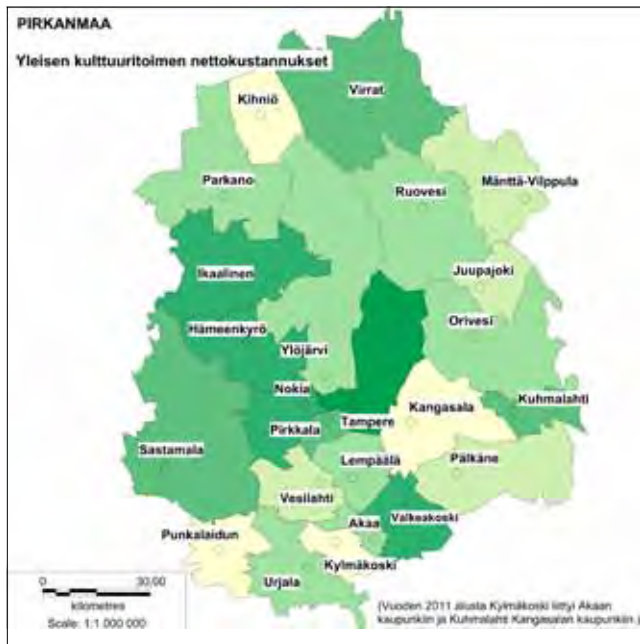 PIRKANMAA
Yleisen kulttuuritoimen nettokustannukset
Virrat
Kihniö
Parkano
Ruovesi
Mänttä-Vilppula
Ikaalinen
Juupajoki
Hämeenkyrö
Orivesi
Ylöjärvi
Nokia
Kangasala
Kuhmalahti
Tampere
Pirkkala
Sastamala
Lempäälä
Pälkäne
Vesilahti
Akaa
Valkeakoski
Punkalaidun
Kylmäkoski
Urjala
0 30,00
kilometres
Scale: 1:1 000 000
(Vuoden 2011 alusta Kylmäkoski liittyi Akaan
kaupunkiin ja Kuhmalahti Kangasalan kaupunkiin